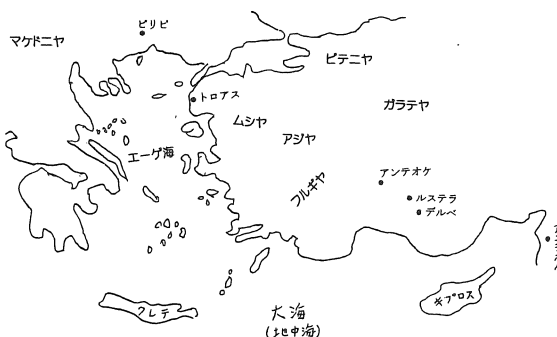 ピリピ
マケドニヤ
ビテニヤ
トロアス
ガラテヤ
ムシヤ
アジヤ
エーゲ海
アンテオケ
フルギヤ
ルステラ
デルベ
クレテ
キプロス
大海
(地中海)